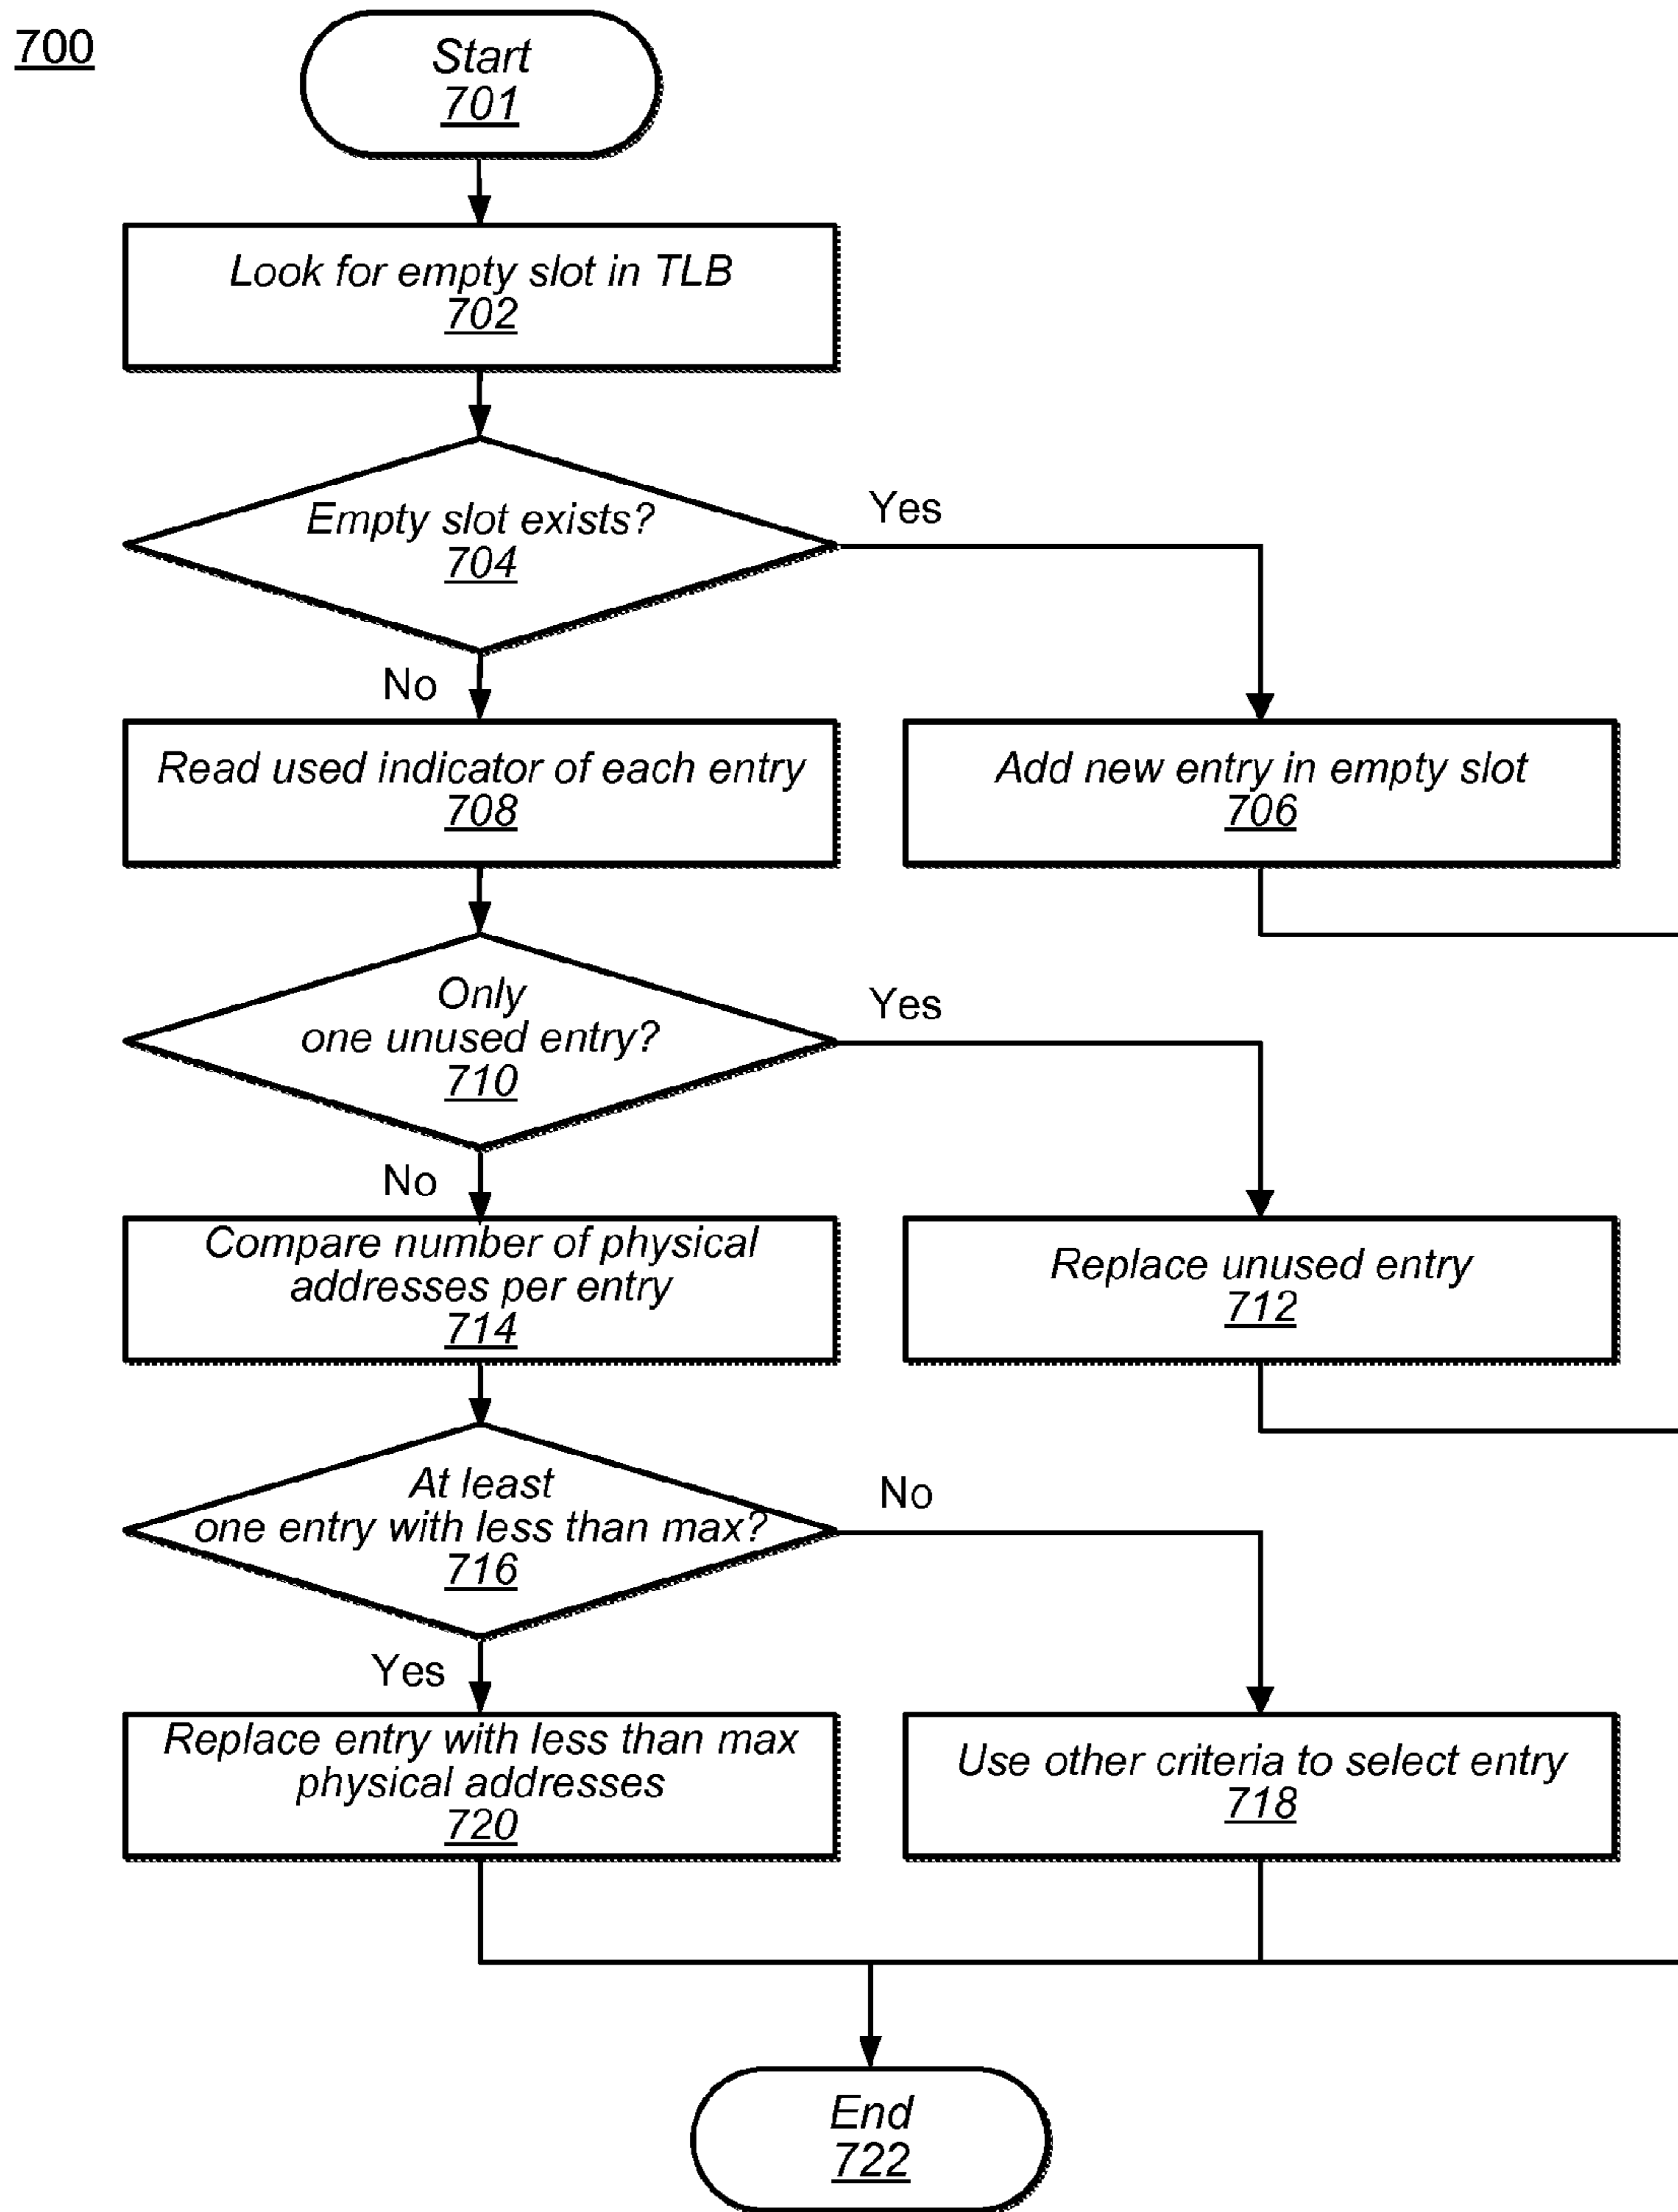 700
Start
701
Look for empty slot in TLB
702
Empty slot exists?
704
Yes
No
Read used indicator of each entry
708
Add new entry in empty slot
706
Only
one unused entry?
710
Yes
No
Compare number of physical
addresses per entry
714
Replace unused entry
712
At least
one entry with less than max?
716
No
Yes
Replace entry with less than max
physical addresses
720
Use other criteria to select entry
718
End
722